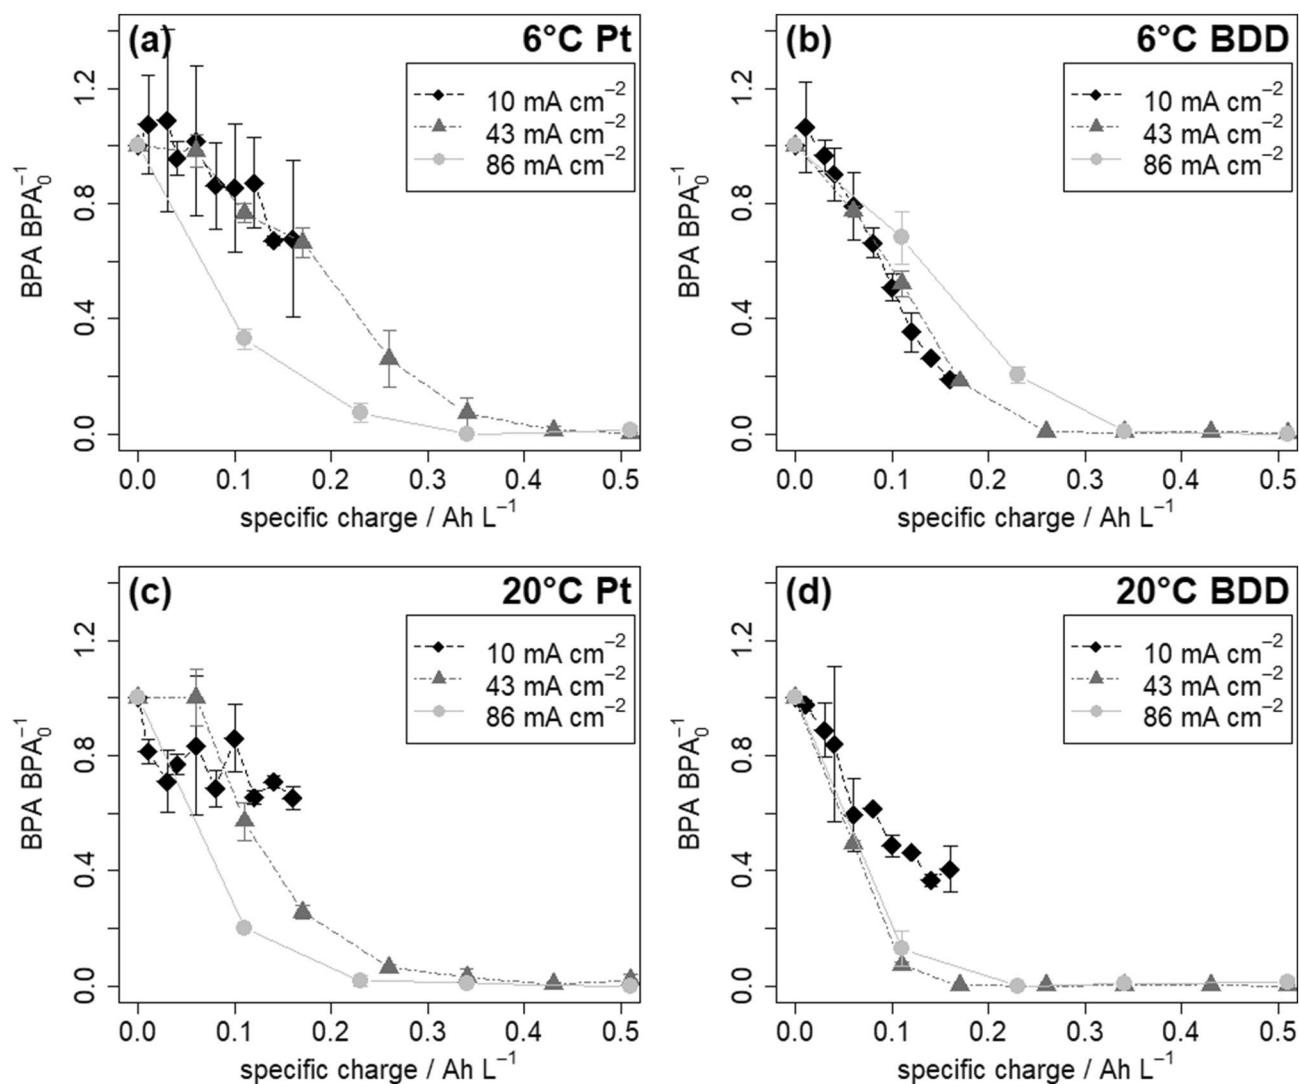 (a) 6°C Pt
10 mA cm⁻²
43 mA cm⁻²
86 mA cm⁻²
BPA BPA₀⁻¹
1.2
0.8
0.4
0.0
0.0 0.1 0.2 0.3 0.4 0.5
specific charge / Ah L⁻¹
(b) 6°C BDD
10 mA cm⁻²
43 mA cm⁻²
86 mA cm⁻²
BPA BPA₀⁻¹
1.2
0.8
0.4
0.0
0.0 0.1 0.2 0.3 0.4 0.5
specific charge / Ah L⁻¹
(c) 20°C Pt
10 mA cm⁻²
43 mA cm⁻²
86 mA cm⁻²
BPA BPA₀⁻¹
1.2
0.8
0.4
0.0
0.0 0.1 0.2 0.3 0.4 0.5
specific charge / Ah L⁻¹
(d) 20°C BDD
10 mA cm⁻²
43 mA cm⁻²
86 mA cm⁻²
BPA BPA₀⁻¹
1.2
0.8
0.4
0.0
0.0 0.1 0.2 0.3 0.4 0.5
specific charge / Ah L⁻¹